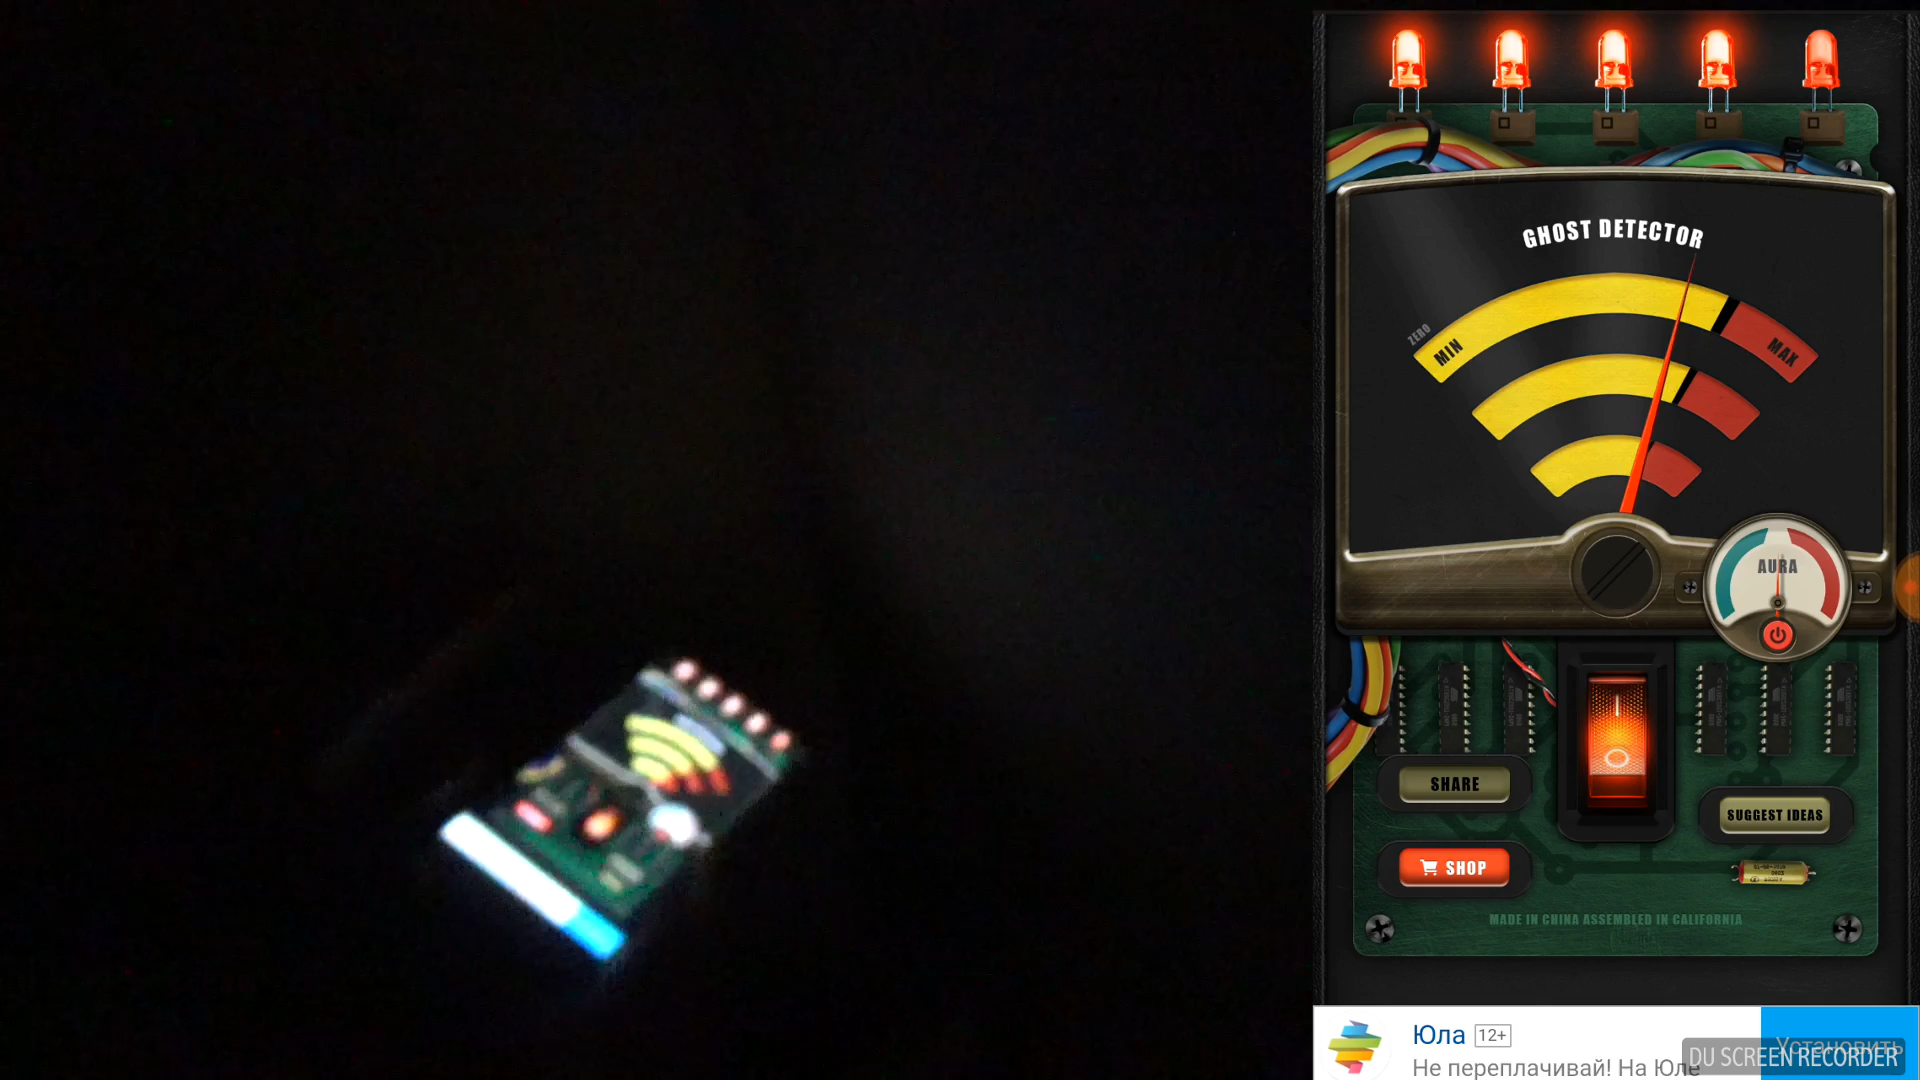 GHOST DETECTOR
ZERO
MIN
MAX
AURA
SHARE
SUGGEST IDEAS
SHOP
MADE IN CHINA ASSEMBLED IN CALIFORNIA
Юла 12+
Установить
Не переплачивай! На Юле
DU SCREEN RECORDER